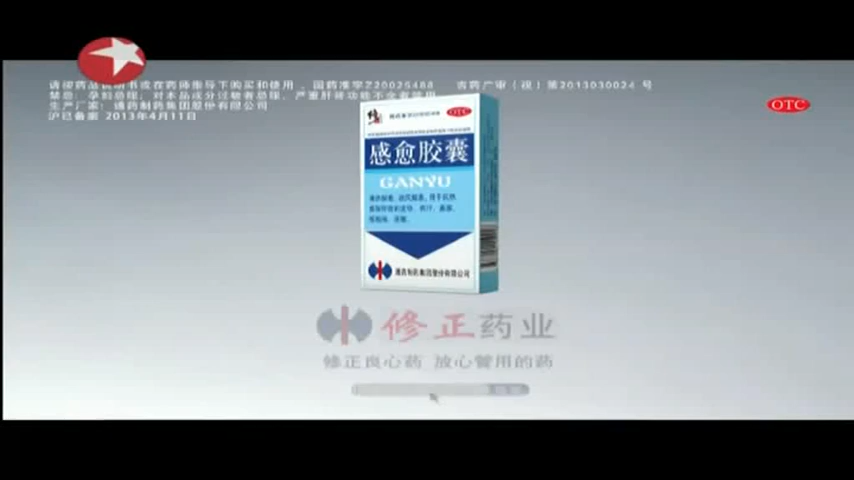 请按药品说明书或在药师指导下购买和使用 。国药准字Z20025488 吉药广审（视）第2013030024 号
禁忌：孕妇忌服，对本品成分过敏者忌服，严重肝肾功能不全者禁用
生产厂家：通药制药集团股份有限公司
沪已备案 2013年4月11日
OTC
OTC
感愈胶囊
GANYU
通药制药集团股份有限公司
修正药业
修正良心药 放心管用的药